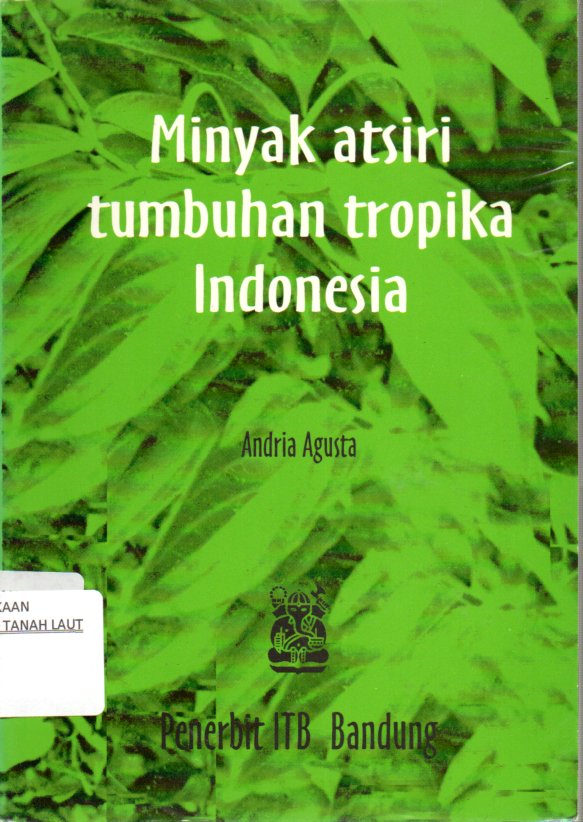 Minyak atsiri
tumbuhan tropika
Indonesia
Andria Agusta
KAAN
TANAH LAUT
Penerbit ITB Bandung